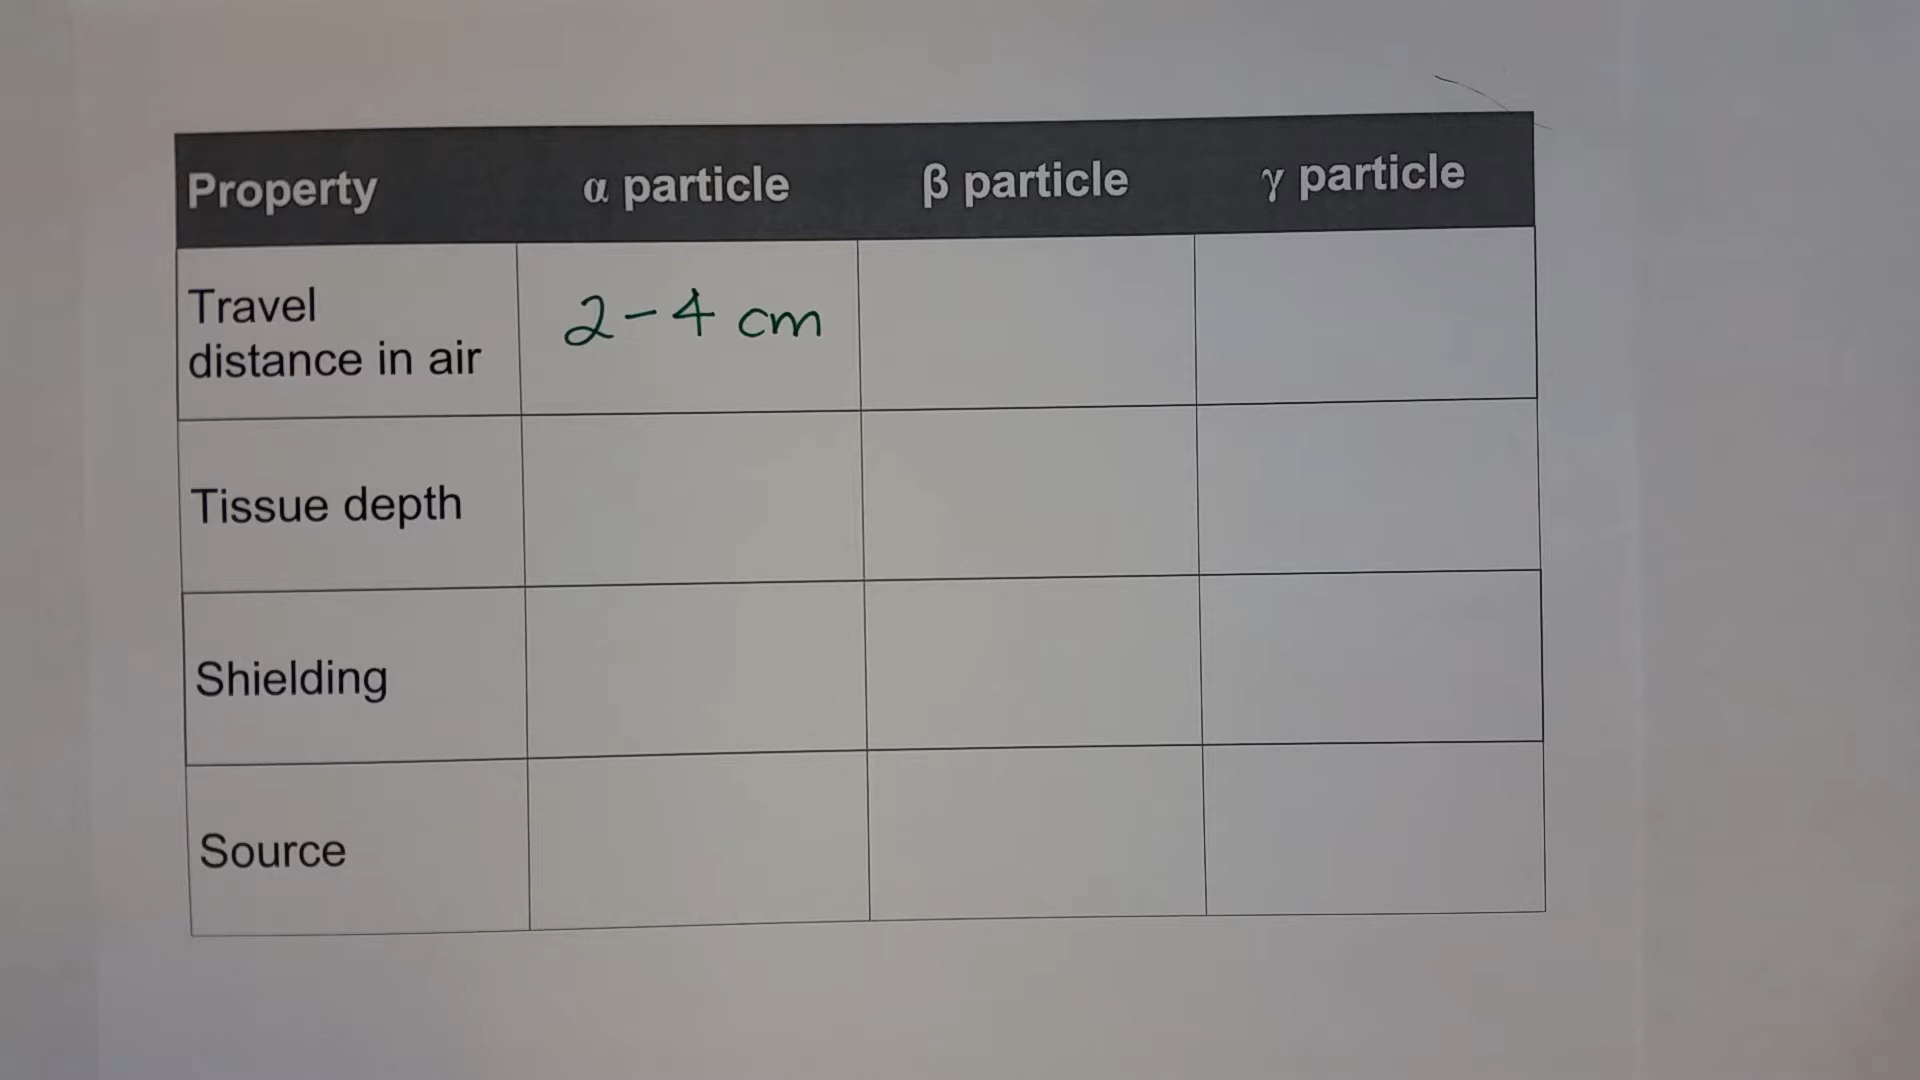 Property α particle β particle γ particle
Travel
distance in air 2-4 cm
Tissue depth
Shielding
Source